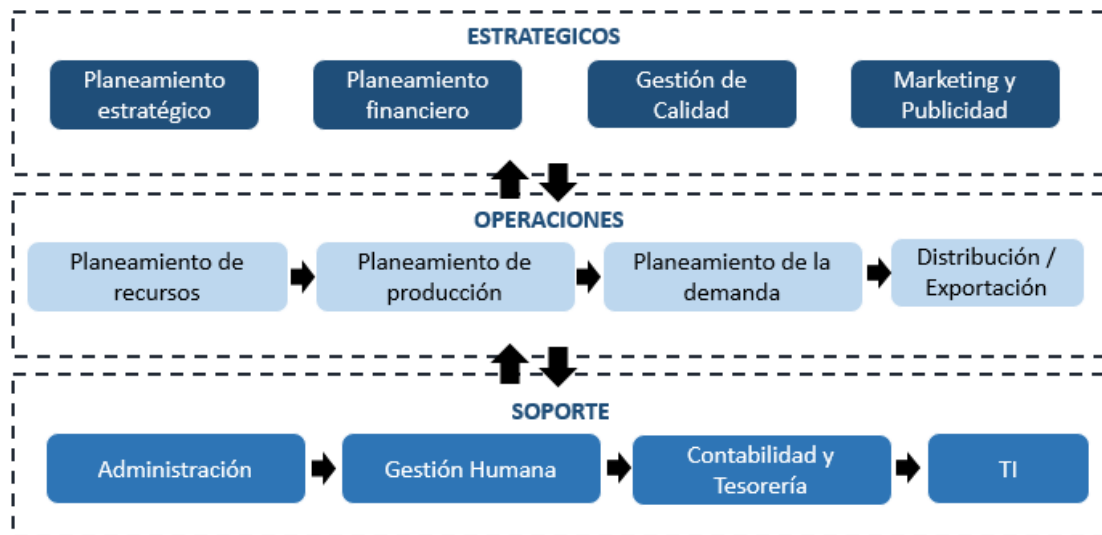 ESTRATEGICOS
Planeamiento
estratégico
Planeamiento
financiero
Gestión de
Calidad
Marketing y
Publicidad
OPERACIONES
Planeamiento de
recursos
Planeamiento de
producción
Planeamiento de la
demanda
Distribución /
Exportación
SOPORTE
Administración
Gestión Humana
Contabilidad y
Tesorería
TI